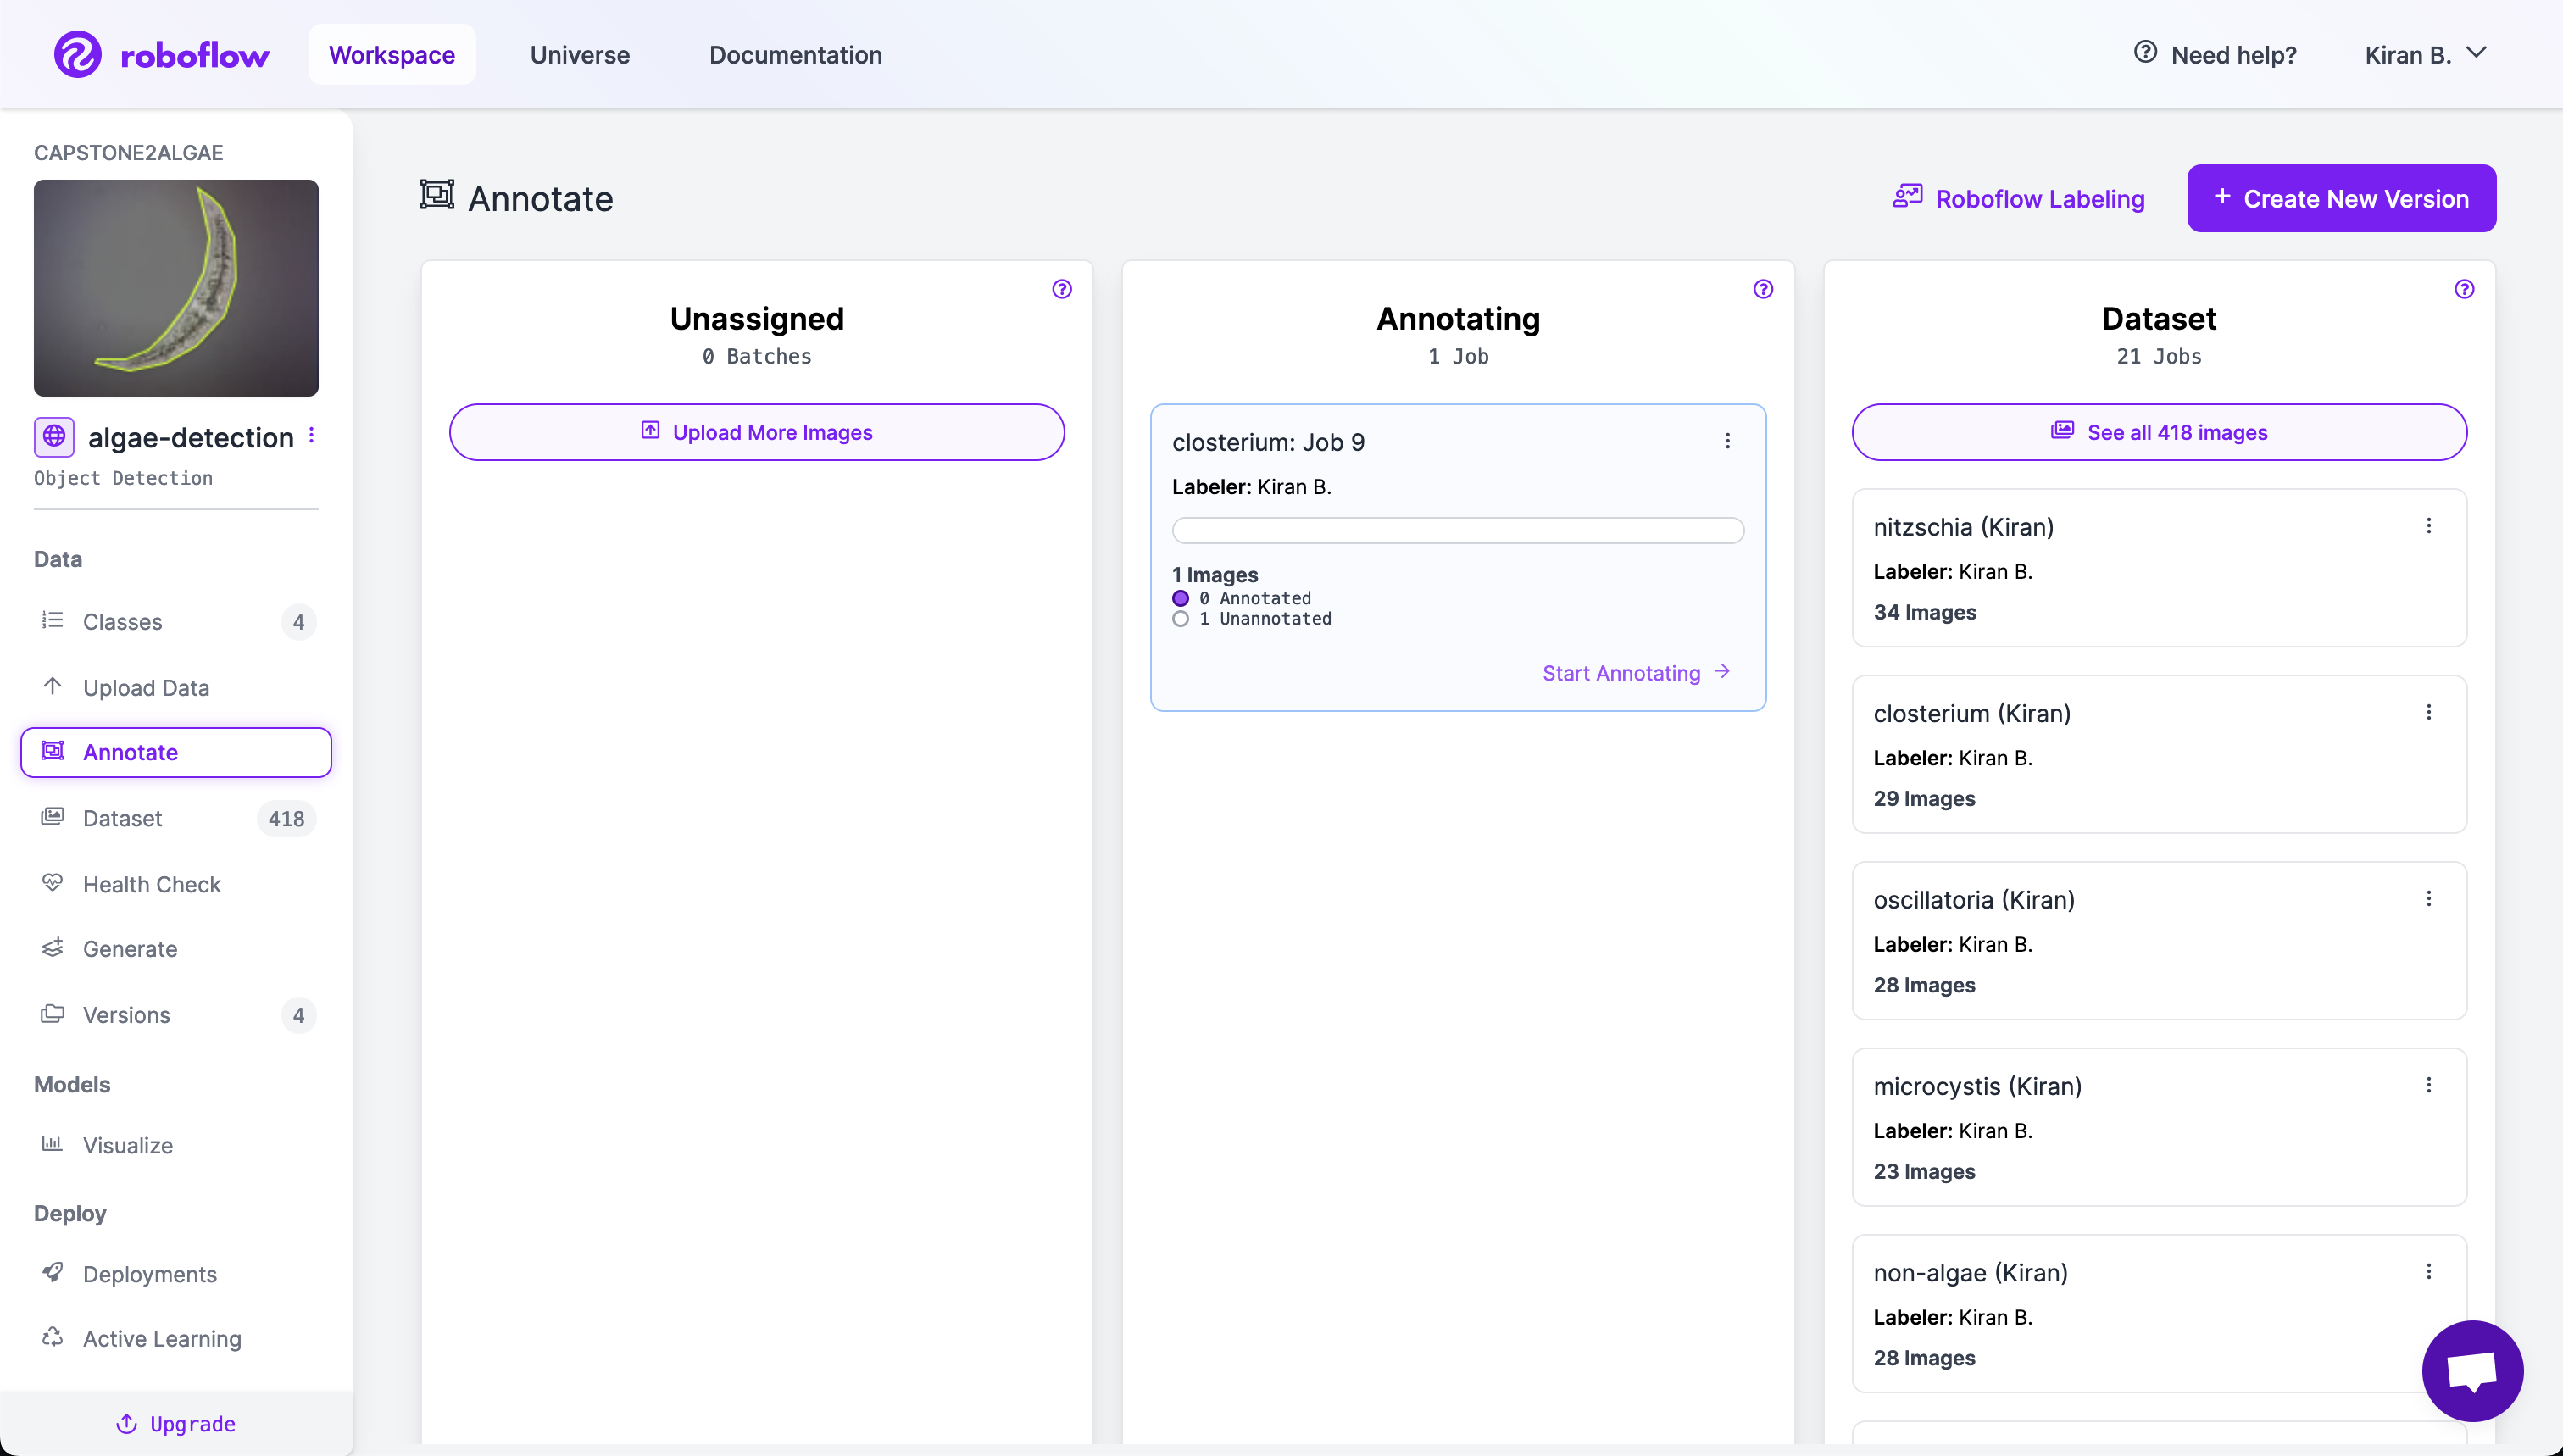 roboflow
Workspace
Universe
Documentation
Need help?
Kiran B.
CAPSTONE2ALGAE
algae-detection
Object Detection
Data
Classes 4
Upload Data
Annotate
Dataset 418
Health Check
Generate
Versions 4
Models
Visualize
Deploy
Deployments
Active Learning
Upgrade
Annotate
Roboflow Labeling
+ Create New Version
Unassigned
0 Batches
Upload More Images
Annotating
1 Job
closterium: Job 9
Labeler: Kiran B.
1 Images
0 Annotated
1 Unannotated
Start Annotating →
Dataset
21 Jobs
See all 418 images
nitzschia (Kiran)
Labeler: Kiran B.
34 Images
closterium (Kiran)
Labeler: Kiran B.
29 Images
oscillatoria (Kiran)
Labeler: Kiran B.
28 Images
microcystis (Kiran)
Labeler: Kiran B.
23 Images
non-algae (Kiran)
Labeler: Kiran B.
28 Images